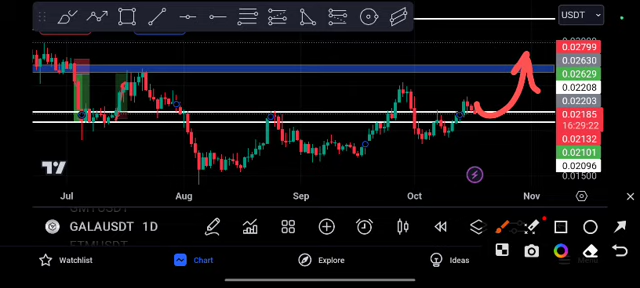 USDT
0.02799
0.02630
0.02629
0.02208
0.02203
0.02185
16:29:22
0.02132
0.02101
0.02096
0.01500
Jul Aug Sep Oct Nov
GALAUSDT 1D
Watchlist Chart Explore Ideas